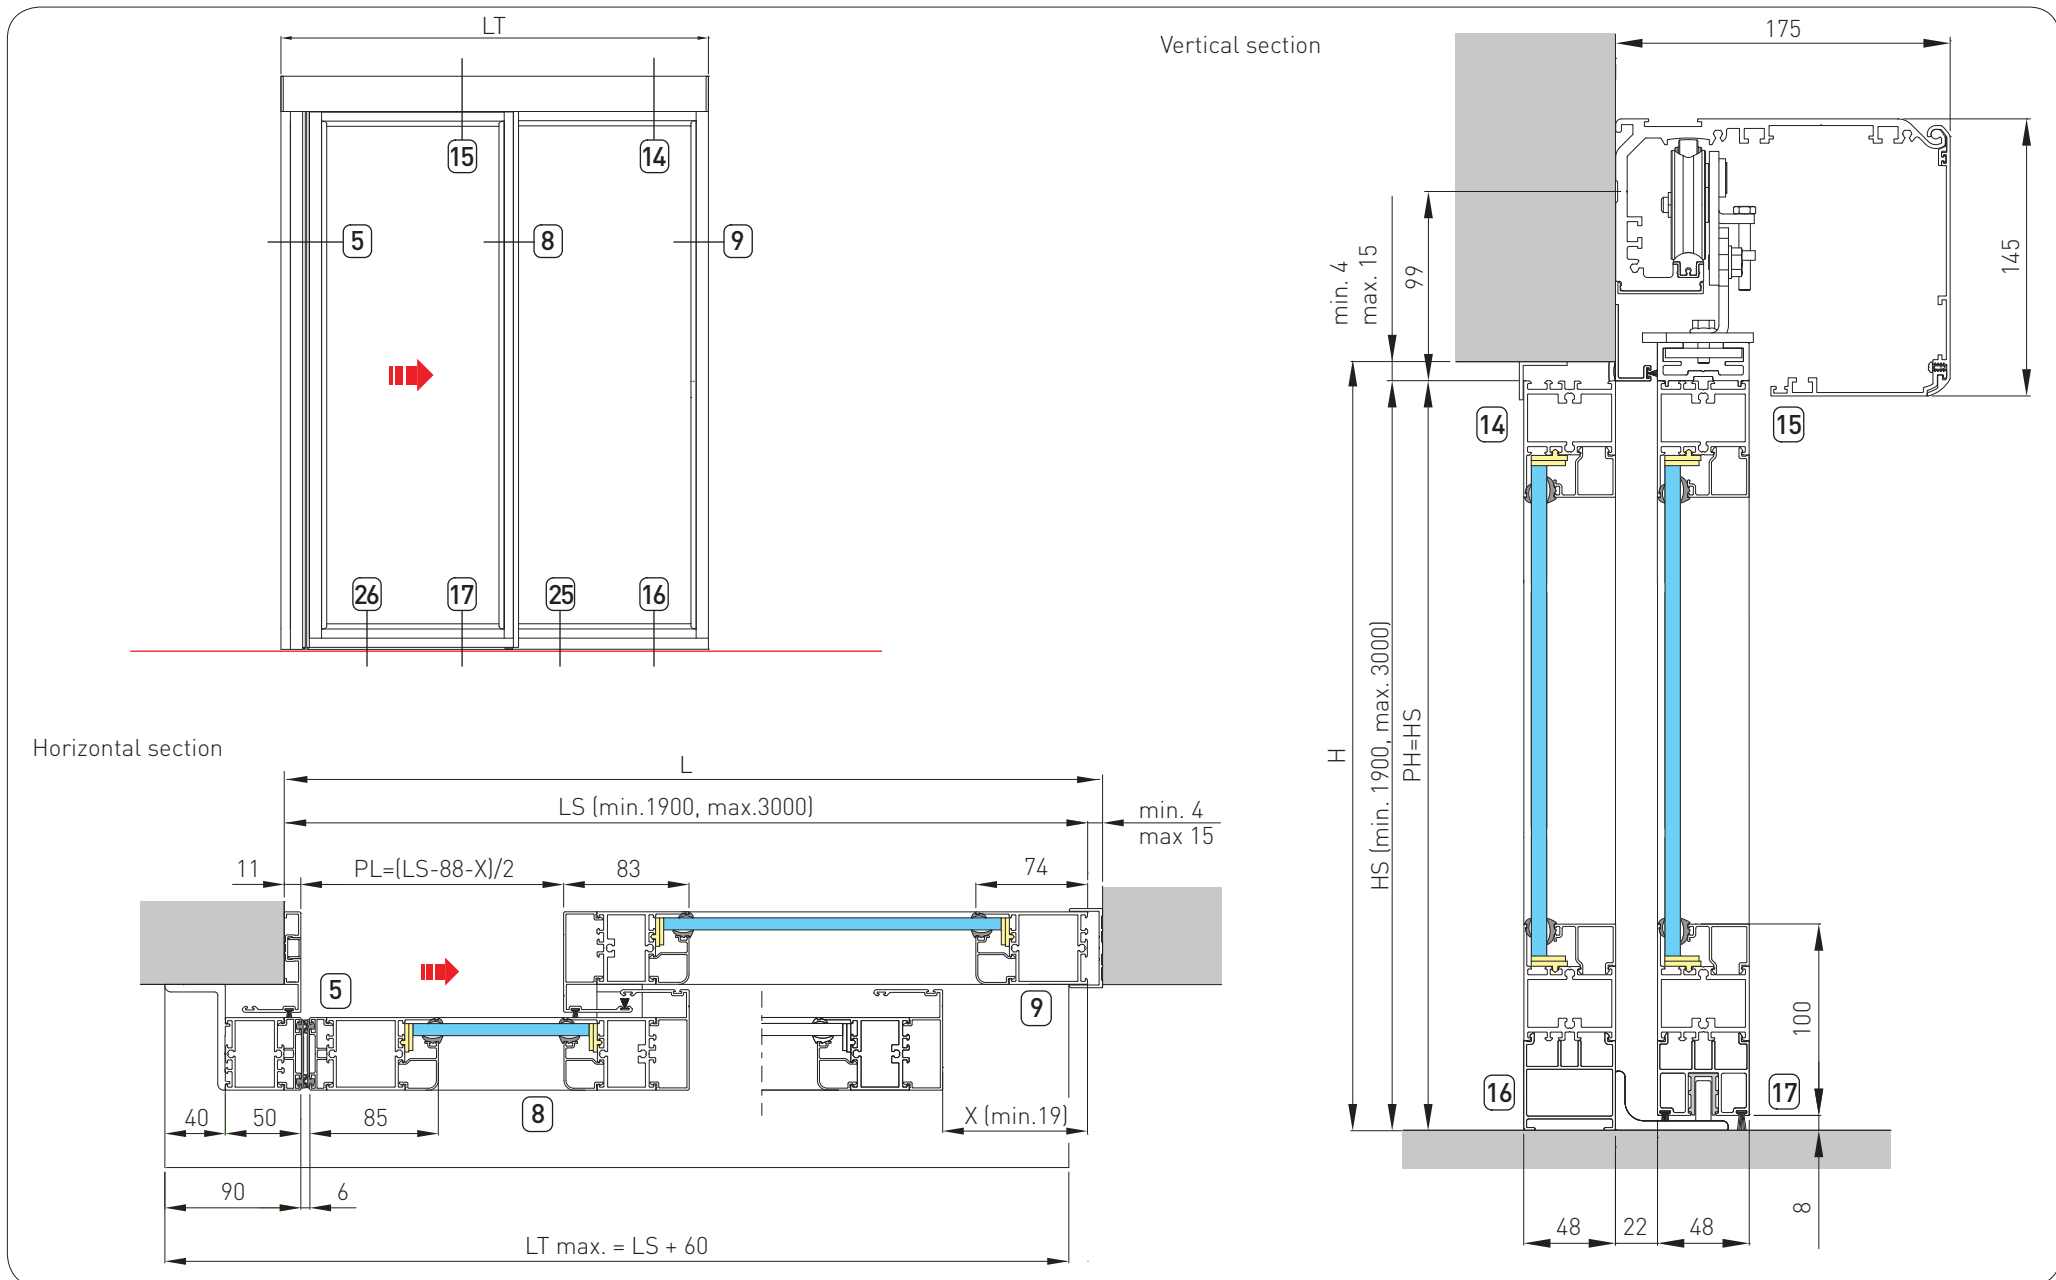 LT
15
14
5
8
9
26
17
25
16
Vertical section
175
145
99
min. 4
max. 15
14
15
H
HS (min. 1900, max. 3000)
PH=HS
100
16
17
8
48
22
48
Horizontal section
L
LS (min.1900, max.3000)
min. 4
max 15
11
PL=(LS-88-X)/2
83
74
5
9
8
40
50
85
X (min.19)
90
6
LT max. = LS + 60